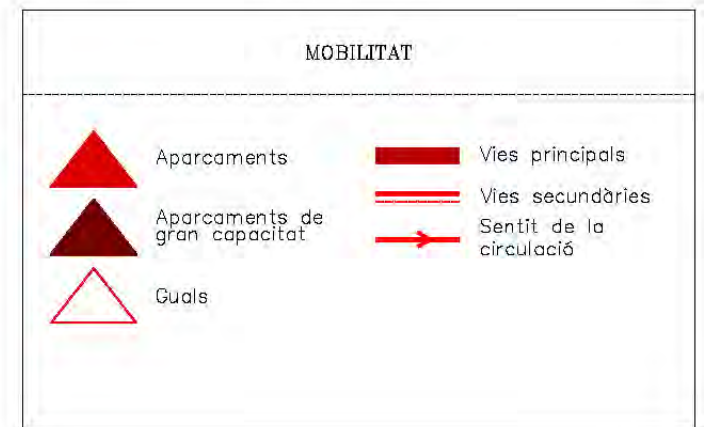 MOBILITAT
Aparcaments
Aparcaments de
gran capacitat
Guals
Vies principals
Vies secundàries
Sentit de la
circulació